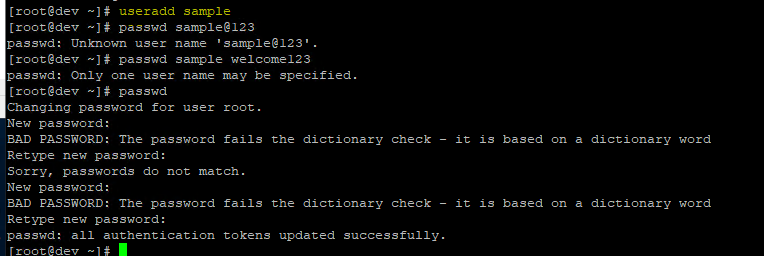 [root@dev ~]# useradd sample
[root@dev ~]# passwd sample@123
passwd: Unknown user name 'sample@123'.
[root@dev ~]# passwd sample welcome123
passwd: Only one user name may be specified.
[root@dev ~]# passwd
Changing password for user root.
New password:
BAD PASSWORD: The password fails the dictionary check - it is based on a dictionary word
Retype new password:
Sorry, passwords do not match.
New password:
BAD PASSWORD: The password fails the dictionary check - it is based on a dictionary word
Retype new password:
passwd: all authentication tokens updated successfully.
[root@dev ~]#